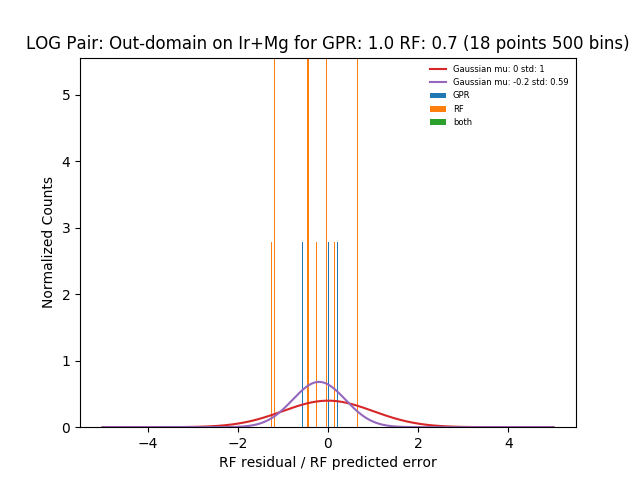 LOG Pair: Out-domain on Ir+Mg for GPR: 1.0 RF: 0.7 (18 points 500 bins)
Gaussian mu: 0 std: 1
Gaussian mu: -0.2 std: 0.59
GPR
RF
both
Normalized Counts
5
4
3
2
1
0
−4
−2
0
2
4
RF residual / RF predicted error